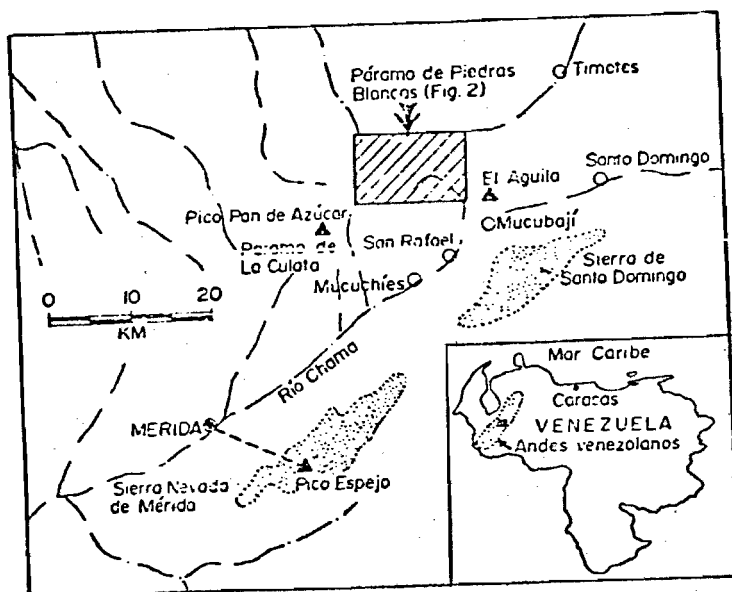 Páramo de Piedras
Blancas (Fig. 2)
Timotes
Santo Domingo
El Aguila
Pico Pan de Azúcar
Mucubají
Paramo de
La Culata
San Rafael
Sierra de
Santo Domingo
Mucuchíes
0 10 20
KM
Río Chama
MERIDA
Sierra Nevada
de Mérida
Pico Espejo
Mar Caribe
Caracas
VENEZUELA
Andes venezolanos